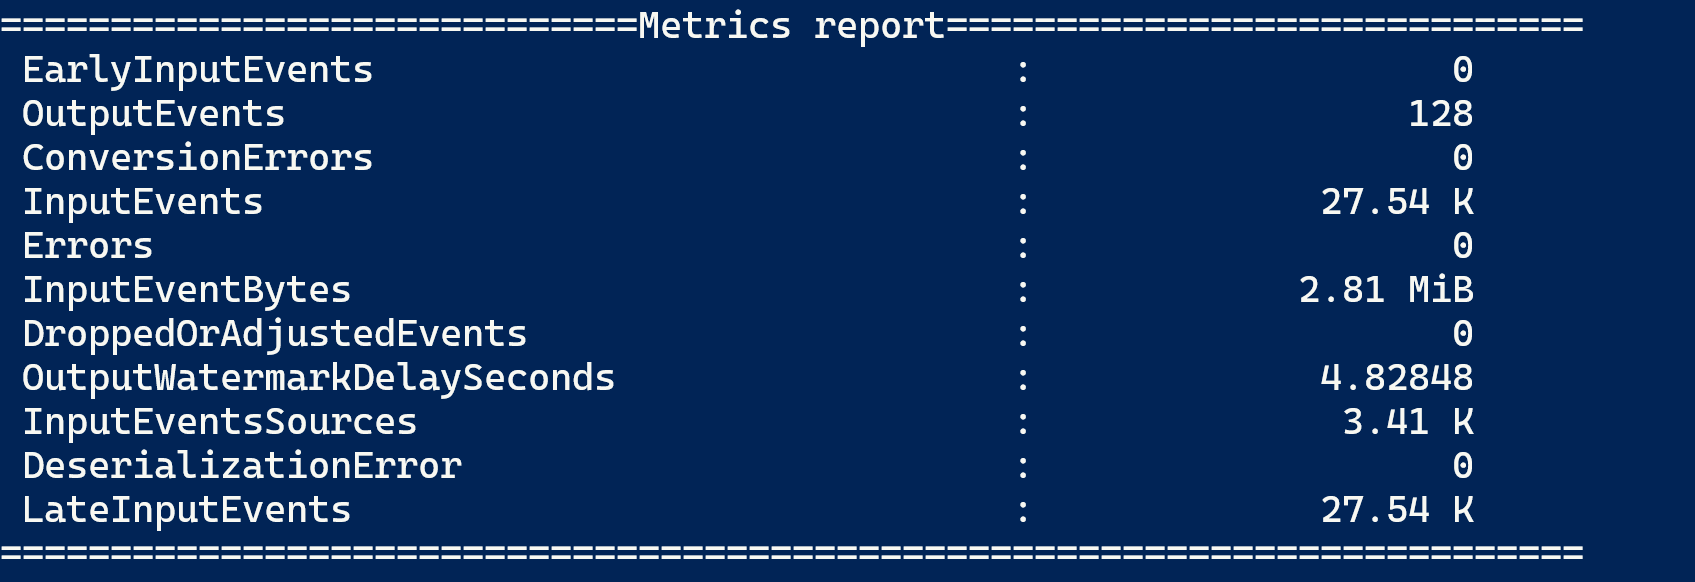 =============================Metrics report=============================
EarlyInputEvents : 0
OutputEvents : 128
ConversionErrors : 0
InputEvents : 27.54 K
Errors : 0
InputEventBytes : 2.81 MiB
DroppedOrAdjustedEvents : 0
OutputWatermarkDelaySeconds : 4.82848
InputEventsSources : 3.41 K
DeserializationError : 0
LateInputEvents : 27.54 K
========================================================================